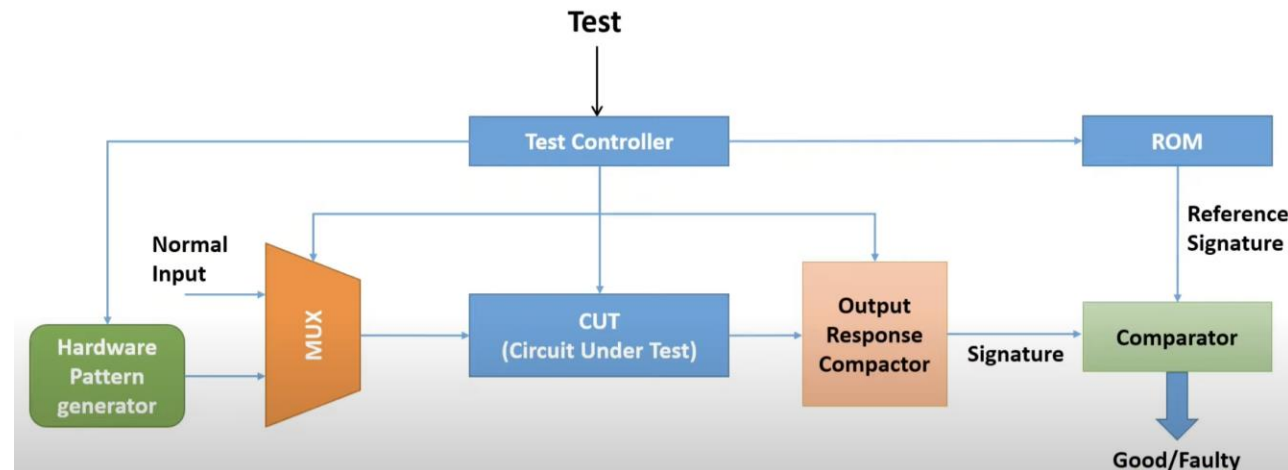 Test
Test Controller
ROM
Reference
Signature
Normal
Input
MUX
Hardware
Pattern
generator
CUT
(Circuit Under Test)
Output
Response
Compactor
Signature
Comparator
Good/Faulty